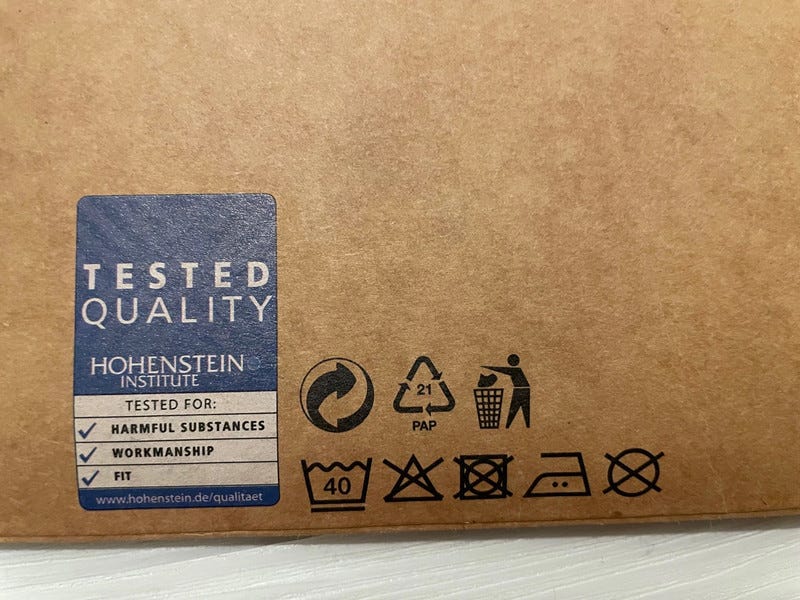 TESTED
QUALITY
HOHENSTEIN
INSTITUTE
TESTED FOR:
HARMFUL SUBSTANCES
WORKMANSHIP
FIT
www.hohenstein.de/qualitaet
21
PAP
40